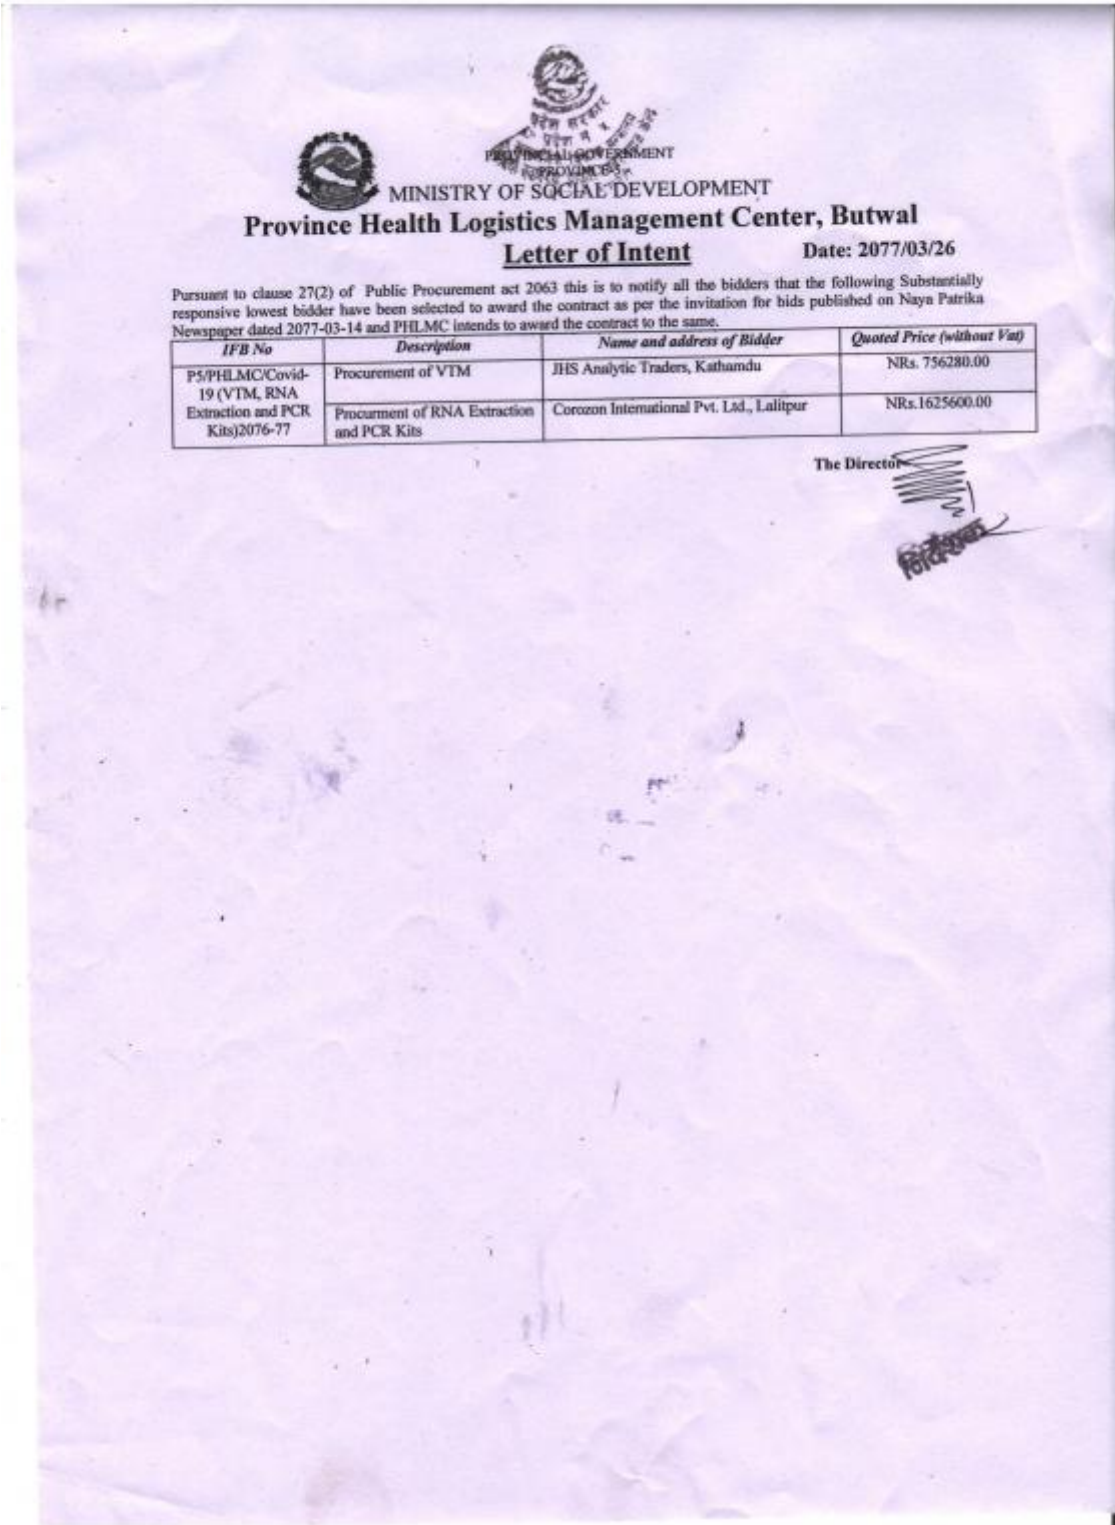 प्रदेश सरकार
PROVINCIAL GOVERNMENT
PROVINCE 5
MINISTRY OF SOCIAL DEVELOPMENT
Province Health Logistics Management Center, Butwal
Letter of Intent Date: 2077/03/26
Pursuant to clause 27(2) of Public Procurement act 2063 this is to notify all the bidders that the following Substantially
responsive lowest bidder have been selected to award the contract as per the invitation for bids published on Naya Patrika
Newspaper dated 2077-03-14 and PHLMC intends to award the contract to the same.
IFB No Description Name and address of Bidder Quoted Price (without Vat)
P5/PHLMC/Covid- Procurement of VTM JHS Analytic Traders, Kathamdu NRs. 756280.00
19 (VTM, RNA
Extraction and PCR Procurment of RNA Extraction Corozon International Pvt. Ltd., Lalitpur NRs.1625600.00
Kits)2076-77 and PCR Kits
The Director
निर्देशक